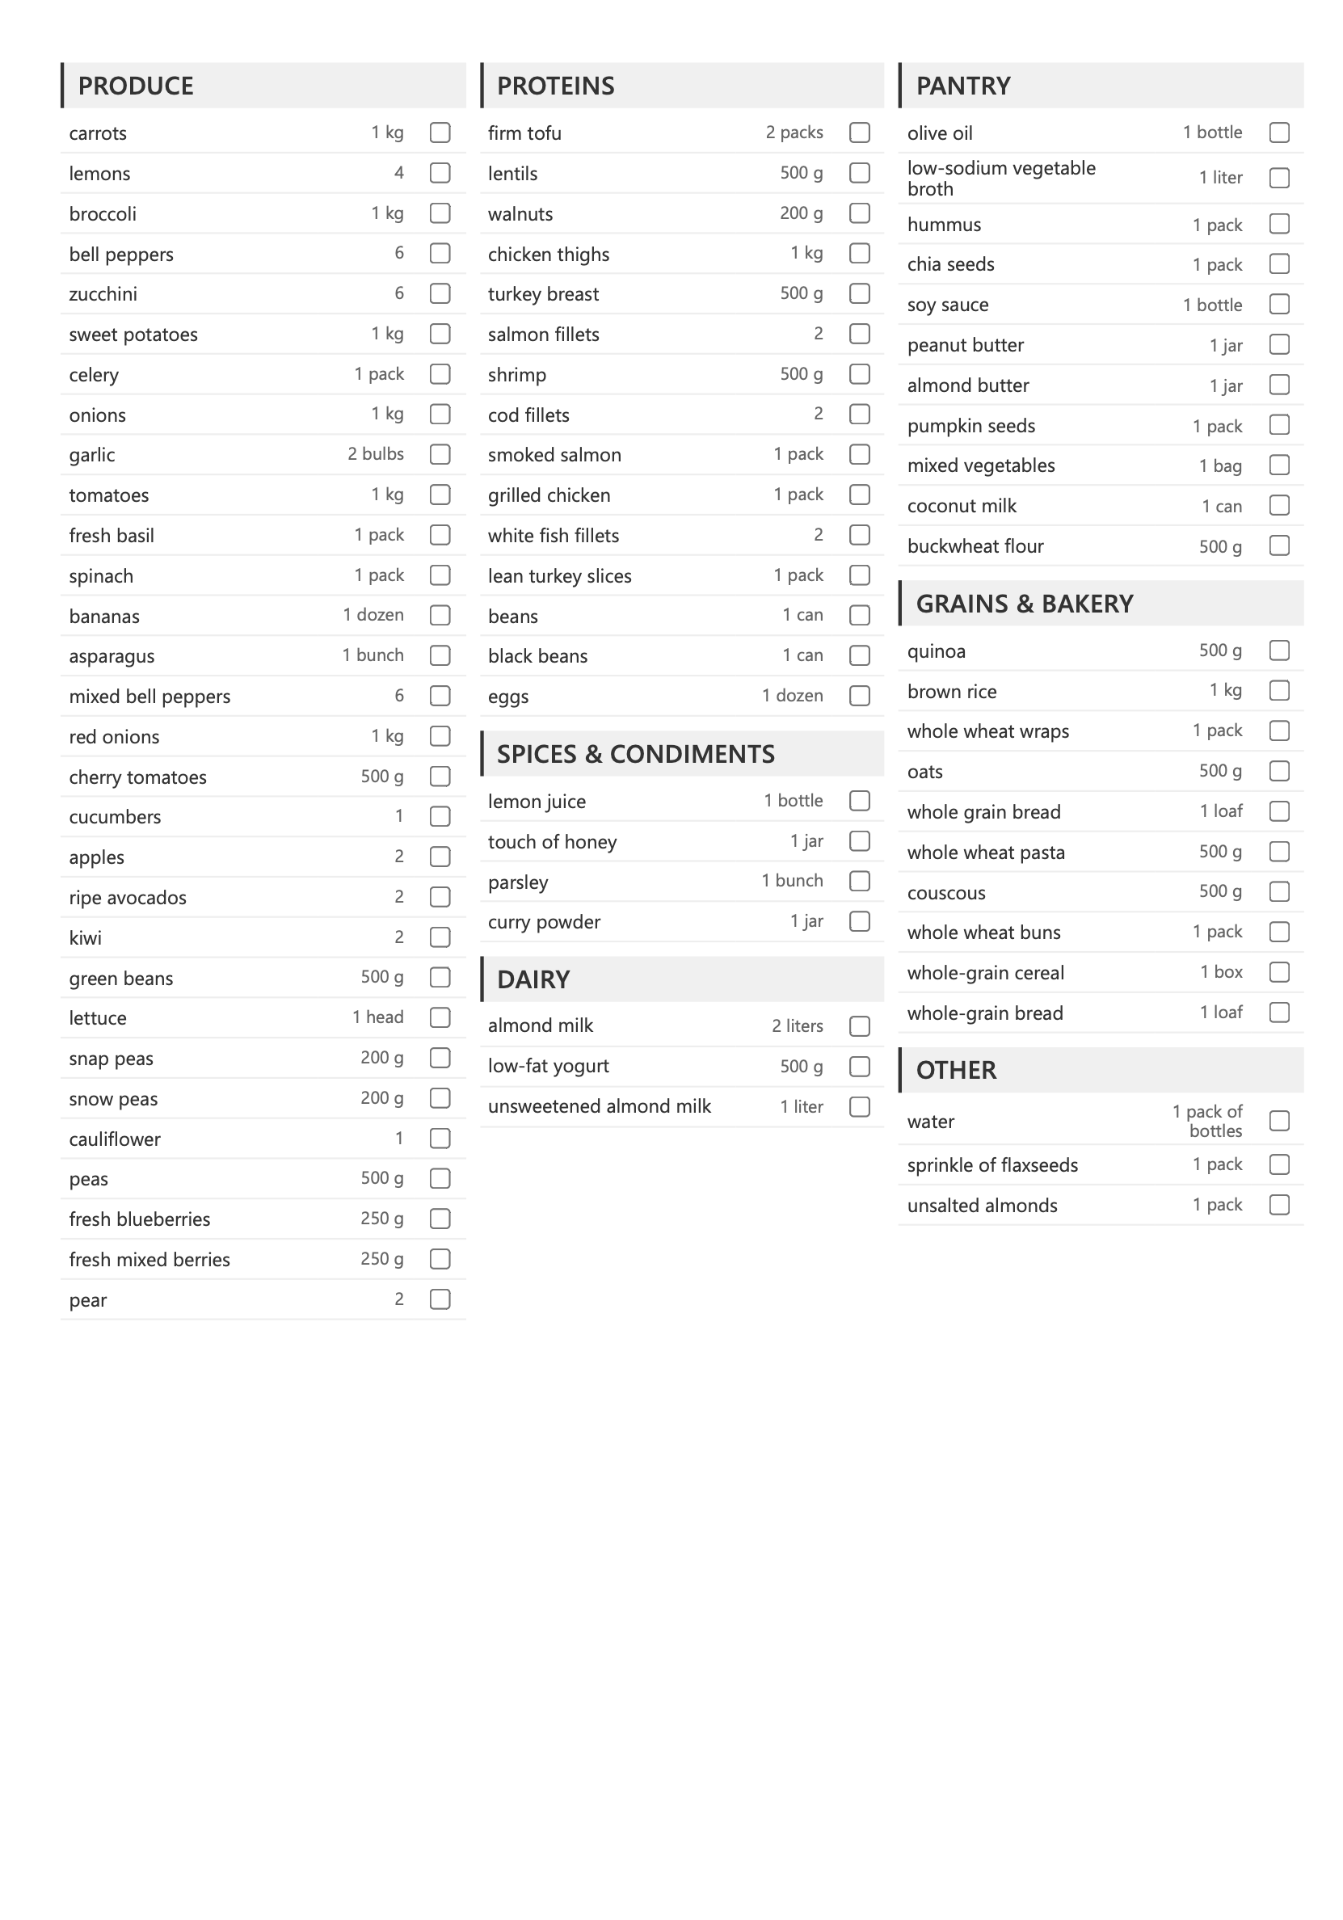 PRODUCE
carrots 1 kg
lemons 4
broccoli 1 kg
bell peppers 6
zucchini 6
sweet potatoes 1 kg
celery 1 pack
onions 1 kg
garlic 2 bulbs
tomatoes 1 kg
fresh basil 1 pack
spinach 1 pack
bananas 1 dozen
asparagus 1 bunch
mixed bell peppers 6
red onions 1 kg
cherry tomatoes 500 g
cucumbers 1
apples 2
ripe avocados 2
kiwi 2
green beans 500 g
lettuce 1 head
snap peas 200 g
snow peas 200 g
cauliflower 1
peas 500 g
fresh blueberries 250 g
fresh mixed berries 250 g
pear 2
PROTEINS
firm tofu 2 packs
lentils 500 g
walnuts 200 g
chicken thighs 1 kg
turkey breast 500 g
salmon fillets 2
shrimp 500 g
cod fillets 2
smoked salmon 1 pack
grilled chicken 1 pack
white fish fillets 2
lean turkey slices 1 pack
beans 1 can
black beans 1 can
eggs 1 dozen
SPICES & CONDIMENTS
lemon juice 1 bottle
touch of honey 1 jar
parsley 1 bunch
curry powder 1 jar
DAIRY
almond milk 2 liters
low-fat yogurt 500 g
unsweetened almond milk 1 liter
PANTRY
olive oil 1 bottle
low-sodium vegetable
broth 1 liter
hummus 1 pack
chia seeds 1 pack
soy sauce 1 bottle
peanut butter 1 jar
almond butter 1 jar
pumpkin seeds 1 pack
mixed vegetables 1 bag
coconut milk 1 can
buckwheat flour 500 g
GRAINS & BAKERY
quinoa 500 g
brown rice 1 kg
whole wheat wraps 1 pack
oats 500 g
whole grain bread 1 loaf
whole wheat pasta 500 g
couscous 500 g
whole wheat buns 1 pack
whole-grain cereal 1 box
whole-grain bread 1 loaf
OTHER
water 1 pack of
bottles
sprinkle of flaxseeds 1 pack
unsalted almonds 1 pack